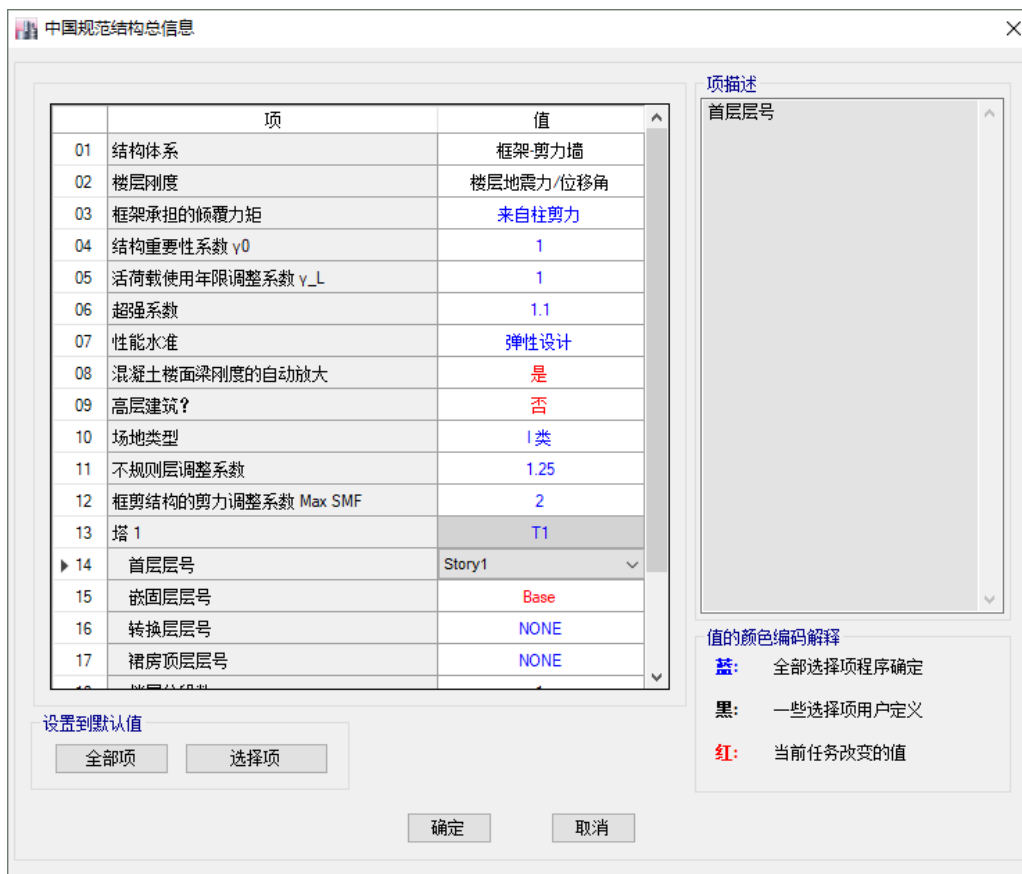 中国规范结构总信息
项 值
01 结构体系 框架-剪力墙
02 楼层刚度 楼层地震力/位移角
03 框架承担的倾覆力矩 来自柱剪力
04 结构重要性系数 γ0 1
05 活荷载使用年限调整系数 γ_L 1
06 超强系数 1.1
07 性能水准 弹性设计
08 混凝土楼面梁刚度的自动放大 是
09 高层建筑? 否
10 场地类型 I 类
11 不规则层调整系数 1.25
12 框剪结构的剪力调整系数 Max SMF 2
13 塔 1 T1
14 首层层号 Story1
15 嵌固层层号 Base
16 转换层层号 NONE
17 裙房顶层层号 NONE
设置到默认值
全部项 选择项
项描述
首层层号
值的颜色编码解释
蓝: 全部选择项程序确定
黑: 一些选择项用户定义
红: 当前任务改变的值
确定 取消